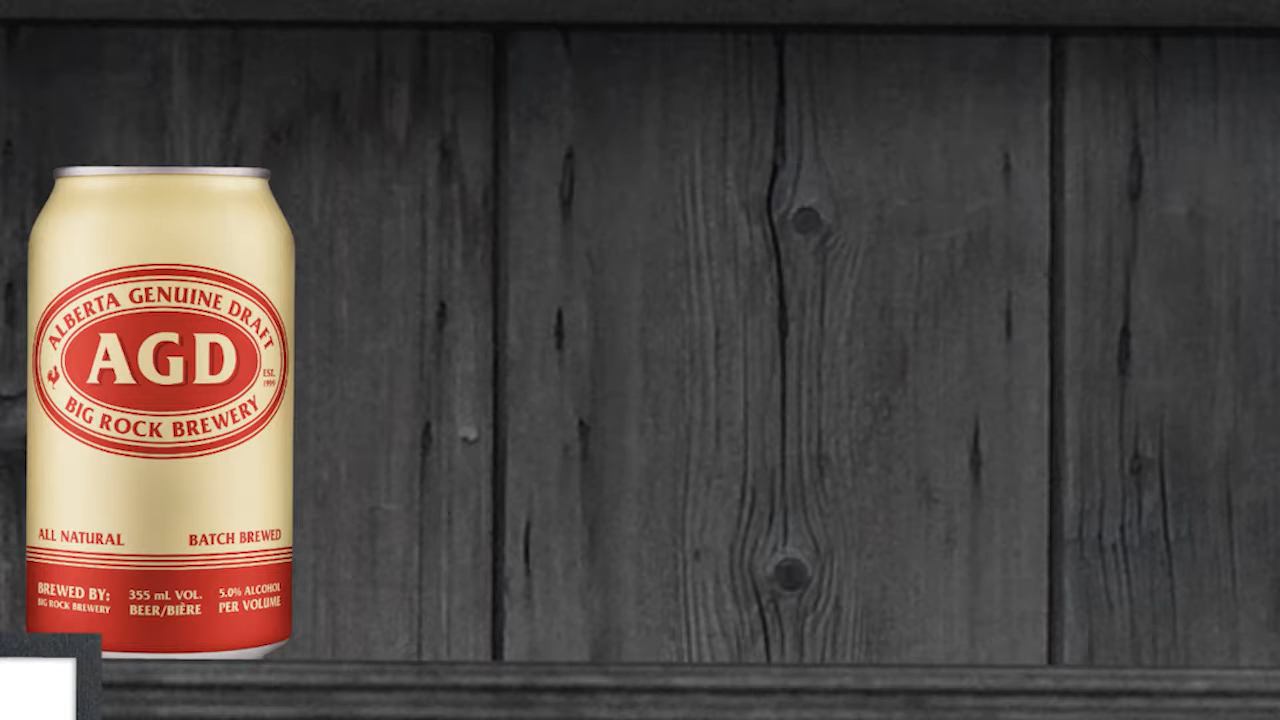 ALBERTA GENUINE DRAFT
AGD
EST.
1999
BIG ROCK BREWERY
ALL NATURAL
BATCH BREWED
BREWED BY:
BIG ROCK BREWERY
355 mL VOL.
BEER/BIÈRE
5.0% ALCOHOL
PER VOLUME